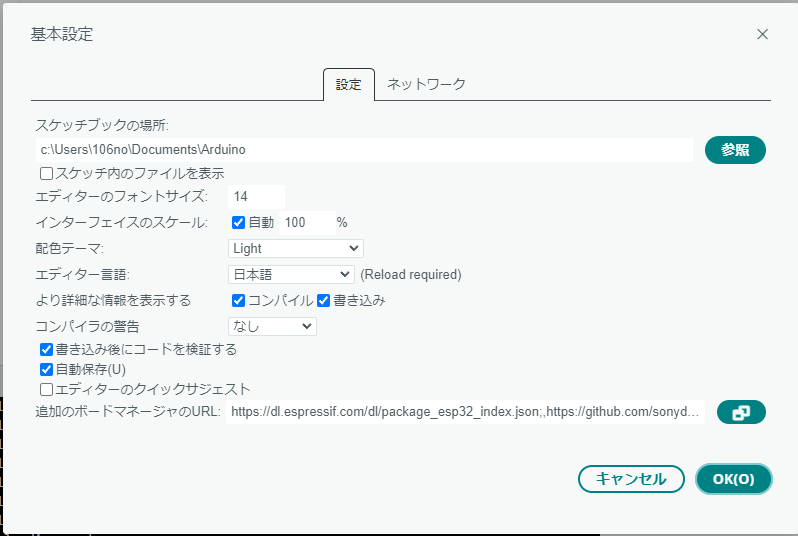 基本設定
設定 ネットワーク
スケッチブックの場所:
c:\Users\106no\Documents\Arduino 参照
スケッチ内のファイルを表示
エディターのフォントサイズ: 14
インターフェイスのスケール: 自動 100 %
配色テーマ: Light
エディター言語: 日本語 (Reload required)
より詳細な情報を表示する コンパイル 書き込み
コンパイラの警告 なし
書き込み後にコードを検証する
自動保存(U)
エディターのクイックサジェスト
追加のボードマネージャのURL: https://dl.espressif.com/dl/package_esp32_index.json;,https://github.com/sonyd...
キャンセル OK(O)